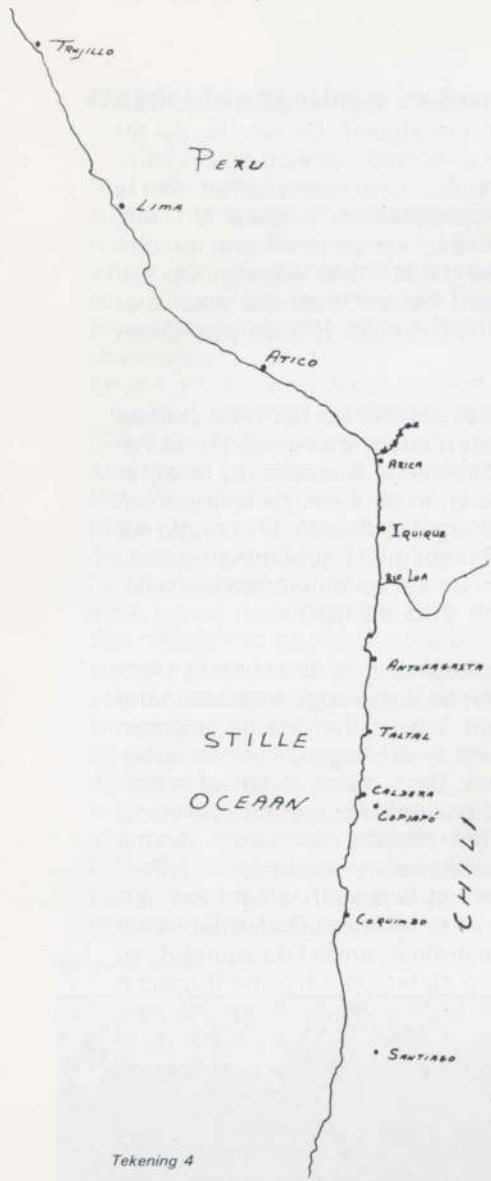 TRUJILLO
PERU
LIMA
ATICO
ARICA
IQUIQUE
RIO LOA
ANTOFAGASTA
TALTAL
STILLE
OCEAAN
CALDERA
COPIAPÓ
CHILI
COQUIMBO
SANTIAGO
Tekening 4